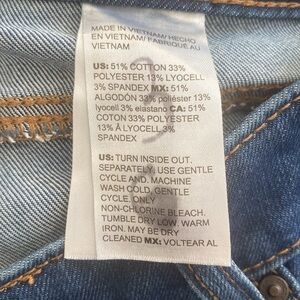 MADE IN VIETNAM/ HECHO
EN VIETNAM/ FABRIQUÉ AU
VIETNAM
US: 51% COTTON 33%
POLYESTER 13% LYOCELL
3% SPANDEX MX: 51%
ALGODÓN 33% poliéster 13%
lyocell 3% elastano CA: 51%
COTON 33% POLYESTER
13% Â LYOCELL 3%
SPANDEX
US: TURN INSIDE OUT.
SEPARATELY, USE GENTLE
CYCLE AND. MACHINE
WASH COLD, GENTLE
CYCLE. ONLY
NON-CHLORINE BLEACH.
TUMBLE DRY LOW. WARM
IRON. MAY BE DRY
CLEANED MX: VOLTEAR AL